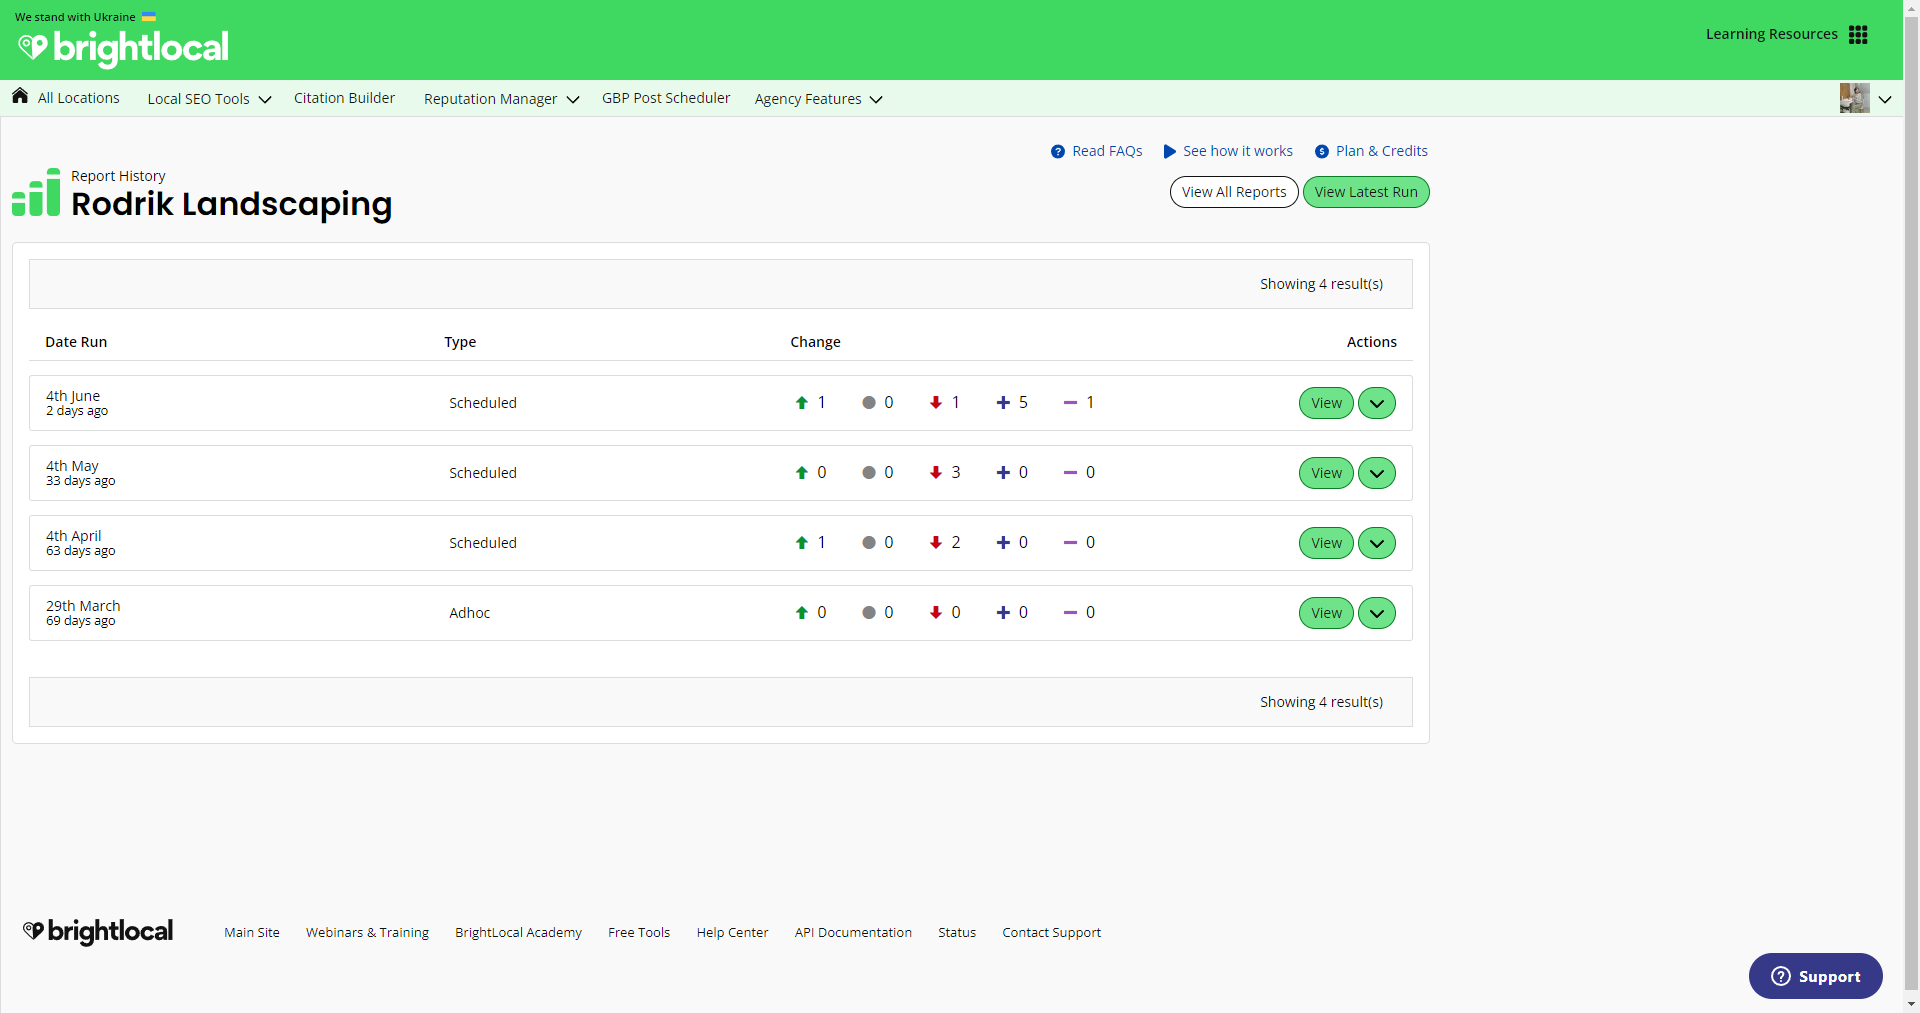 We stand with Ukraine
brightlocal
Learning Resources
All Locations
Local SEO Tools
Citation Builder
Reputation Manager
GBP Post Scheduler
Agency Features
Read FAQs
See how it works
Plan & Credits
Report History
Rodrik Landscaping
View All Reports
View Latest Run
Showing 4 result(s)
Date Run Type Change Actions
4th June
2 days ago
Scheduled 1 0 1 5 1 View
4th May
33 days ago
Scheduled 0 0 3 0 0 View
4th April
63 days ago
Scheduled 1 0 2 0 0 View
29th March
69 days ago
Adhoc 0 0 0 0 0 View
Showing 4 result(s)
brightlocal
Main Site
Webinars & Training
BrightLocal Academy
Free Tools
Help Center
API Documentation
Status
Contact Support
Support